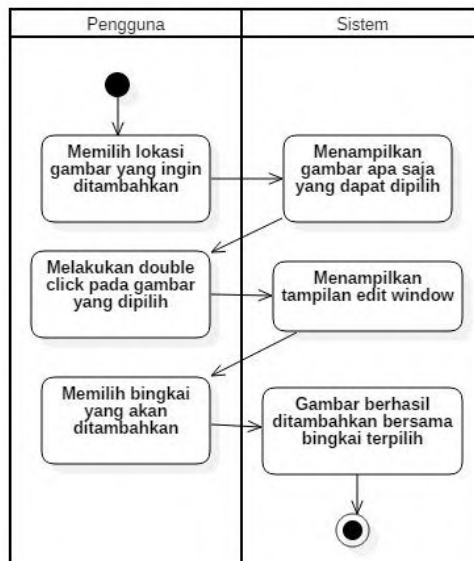 Pengguna
Sistem
Memilih lokasi
gambar yang ingin
ditambahkan
Menampilkan
gambar apa saja
yang dapat dipilih
Melakukan double
click pada gambar
yang dipilih
Menampilkan
tampilan edit window
Memilih bingkai
yang akan
ditambahkan
Gambar berhasil
ditambahkan bersama
bingkai terpilih